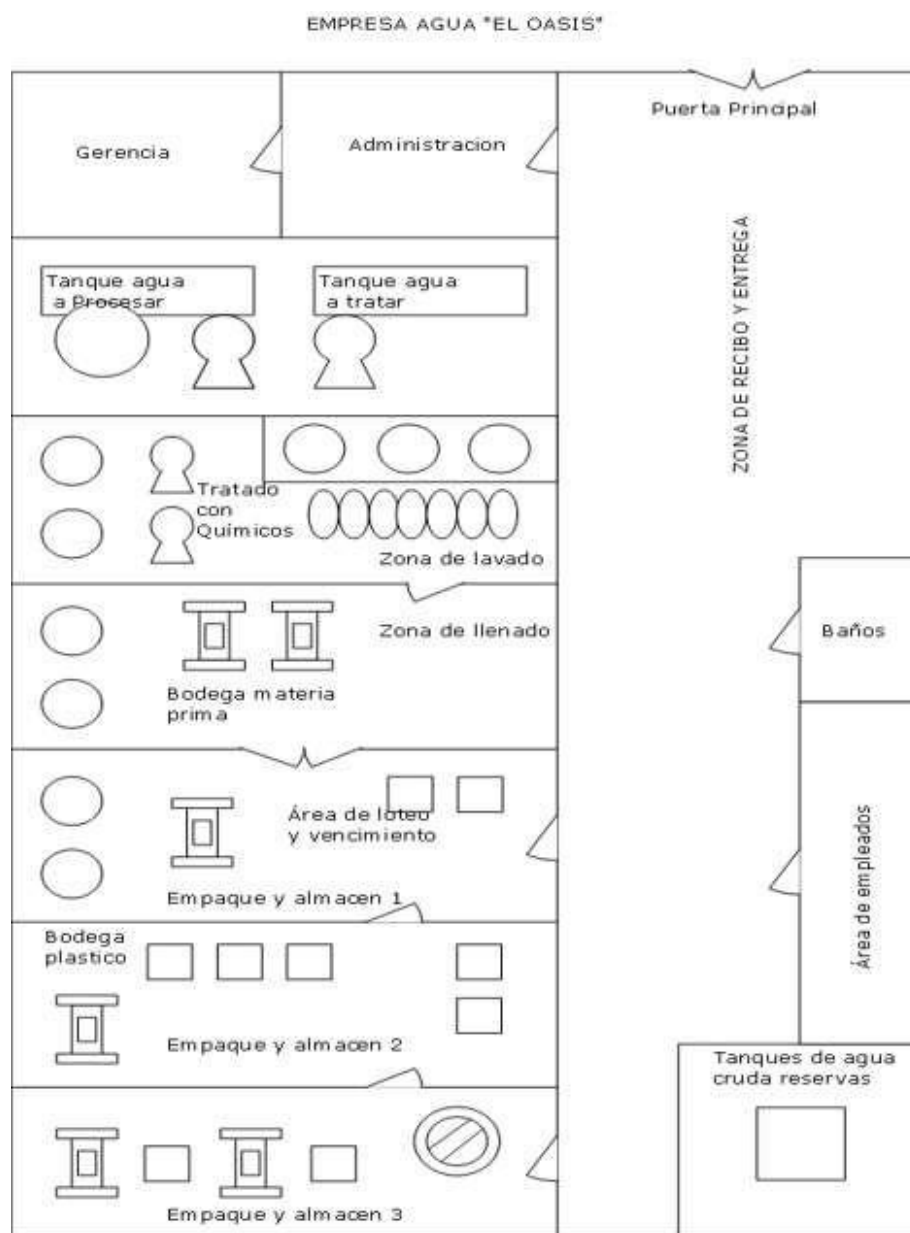 EMPRESA AGUA "EL OASIS"
Puerta Principal
Gerencia
Administracion
ZONA DE RECIBO Y ENTREGA
Tanque agua
a Procesar
Tanque agua
a tratar
Tratado
con
Químicos
Zona de lavado
Zona de llenado
Bodega materia
prima
Baños
Área de loteo
y vencimiento
Empaque y almacen 1
Área de empleados
Bodega
plastico
Empaque y almacen 2
Tanques de agua
cruda reservas
Empaque y almacen 3